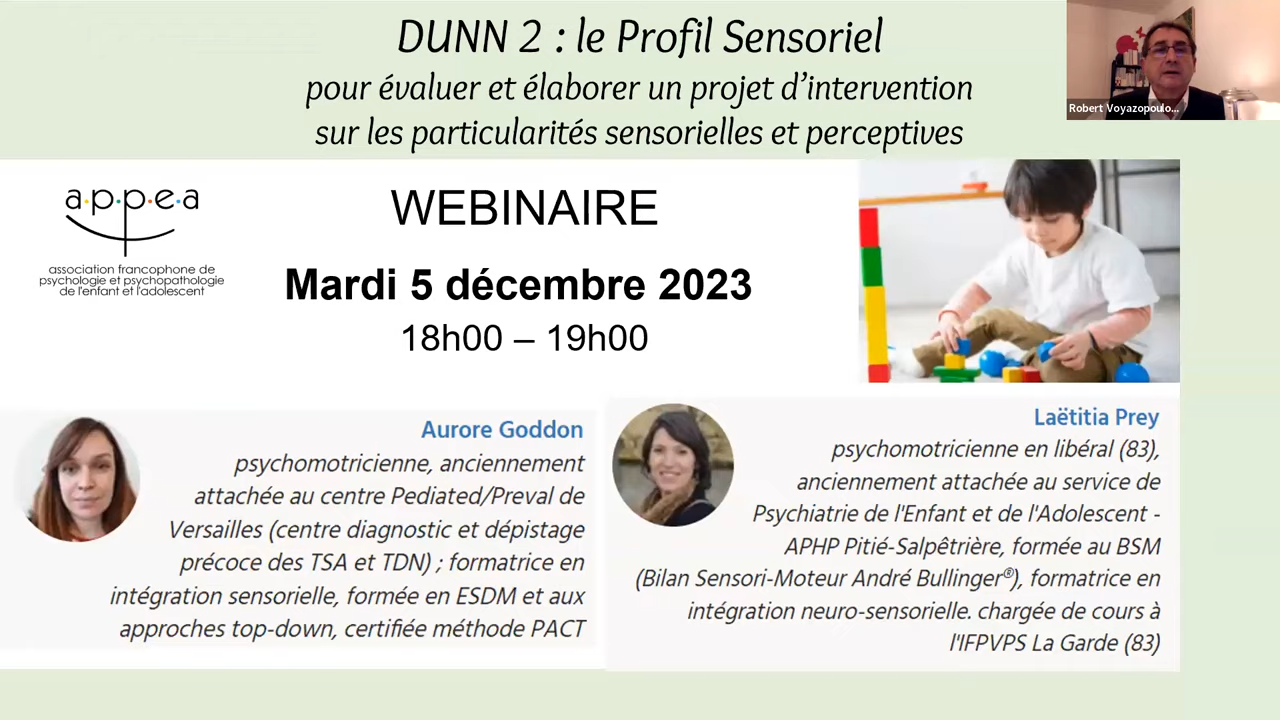 DUNN 2 : le Profil Sensoriel
pour évaluer et élaborer un projet d'intervention
sur les particularités sensorielles et perceptives
Robert Voyazopoulo...
a·p·p·e·a
association francophone de
psychologie et psychopathologie
de l'enfant et l'adolescent
WEBINAIRE
Mardi 5 décembre 2023
18h00 – 19h00
Aurore Goddon
psychomotricienne, anciennement
attachée au centre Pediated/Preval de
Versailles (centre diagnostic et dépistage
précoce des TSA et TDN) ; formatrice en
intégration sensorielle, formée en ESDM et aux
approches top-down, certifiée méthode PACT
Laëtitia Prey
psychomotricienne en libéral (83),
anciennement attachée au service de
Psychiatrie de l'Enfant et de l'Adolescent -
APHP Pitié-Salpêtrière, formée au BSM
(Bilan Sensori-Moteur André Bullinger®), formatrice en
intégration neuro-sensorielle. chargée de cours à
l'IFPVPS La Garde (83)